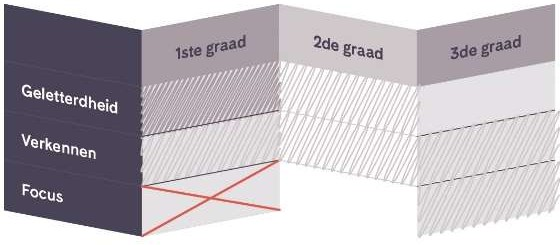 1ste graad
2de graad
3de graad
Geletterdheid
Verkennen
Focus